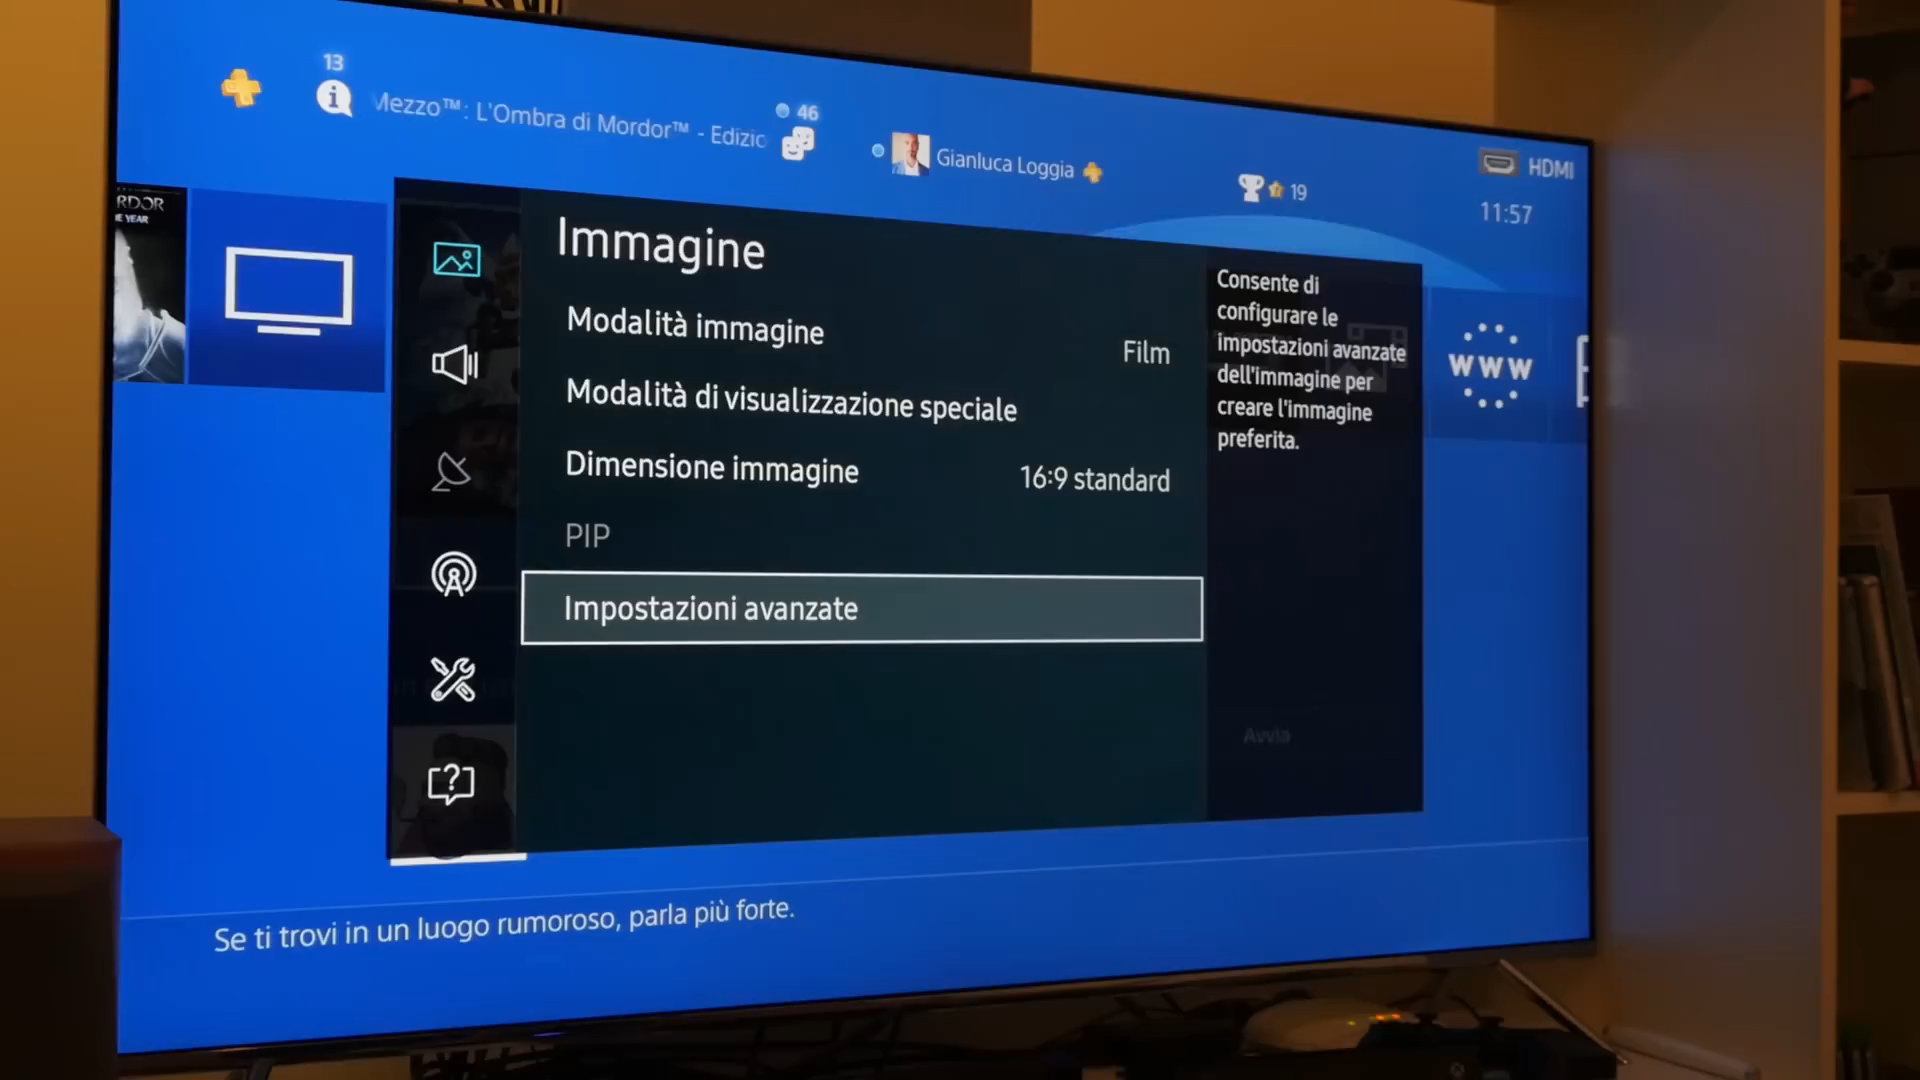 13
Mezzo™: L'Ombra di Mordor™ - Edizio
46
Gianluca Loggia
19
HDMI
11:57
RDOR
E YEAR
Immagine
Modalità immagine
Film
Modalità di visualizzazione speciale
Dimensione immagine
16:9 standard
PIP
Impostazioni avanzate
Consente di
configurare le
impostazioni avanzate
dell'immagine per
creare l'immagine
preferita.
www
Avvia
Se ti trovi in un luogo rumoroso, parla più forte.